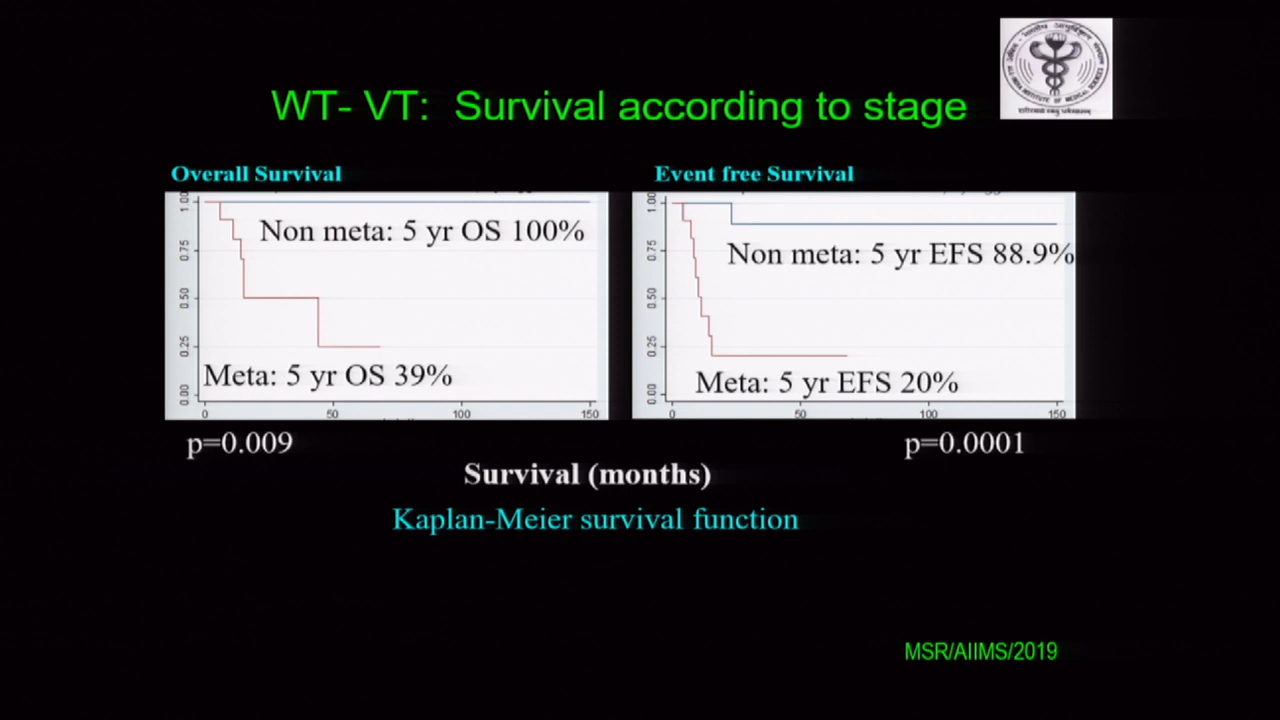 WT- VT: Survival according to stage
Overall Survival
Event free Survival
1.00
0.75
0.50
0.25
0.00
Non meta: 5 yr OS 100%
Meta: 5 yr OS 39%
0 50 100 150
1.00
0.75
0.50
0.25
0.00
Non meta: 5 yr EFS 88.9%
Meta: 5 yr EFS 20%
0 50 100 150
p=0.009
p=0.0001
Survival (months)
Kaplan-Meier survival function
MSR/AIIMS/2019